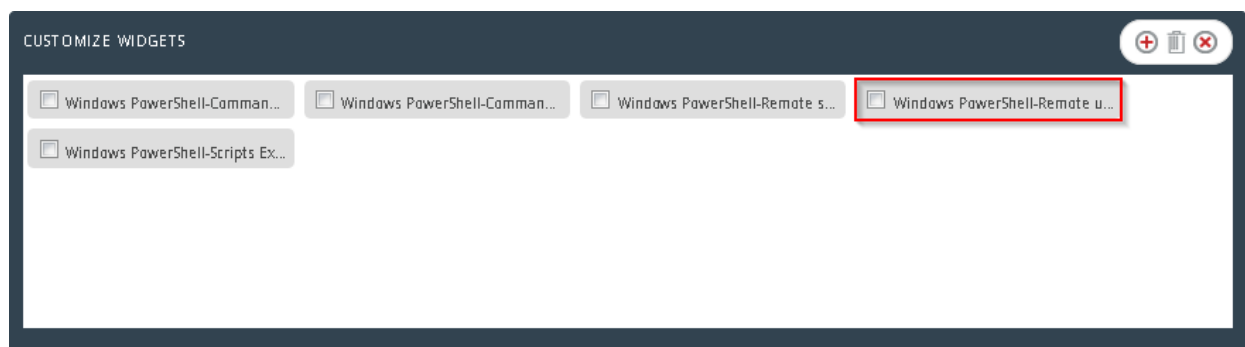 CUSTOMIZE WIDGETS
Windows PowerShell-Comman...
Windows PowerShell-Comman...
Windows PowerShell-Remote s...
Windows PowerShell-Remote u...
Windows PowerShell-Scripts Ex...